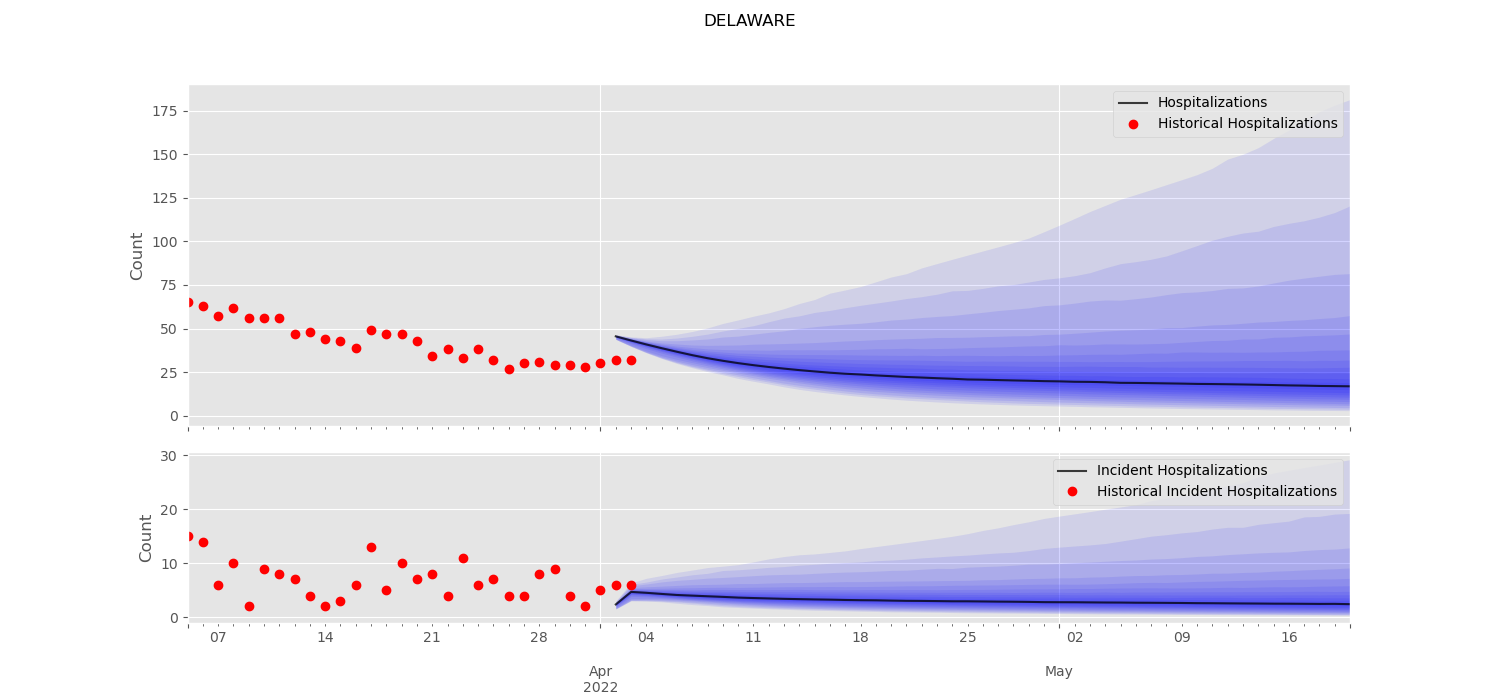 DELAWARE
Hospitalizations
Historical Hospitalizations
175
150
125
100
75
50
25
0
Count
Incident Hospitalizations
Historical Incident Hospitalizations
30
20
10
0
Count
07 14 21 28 04 11 18 25 02 09 16
Apr May
2022